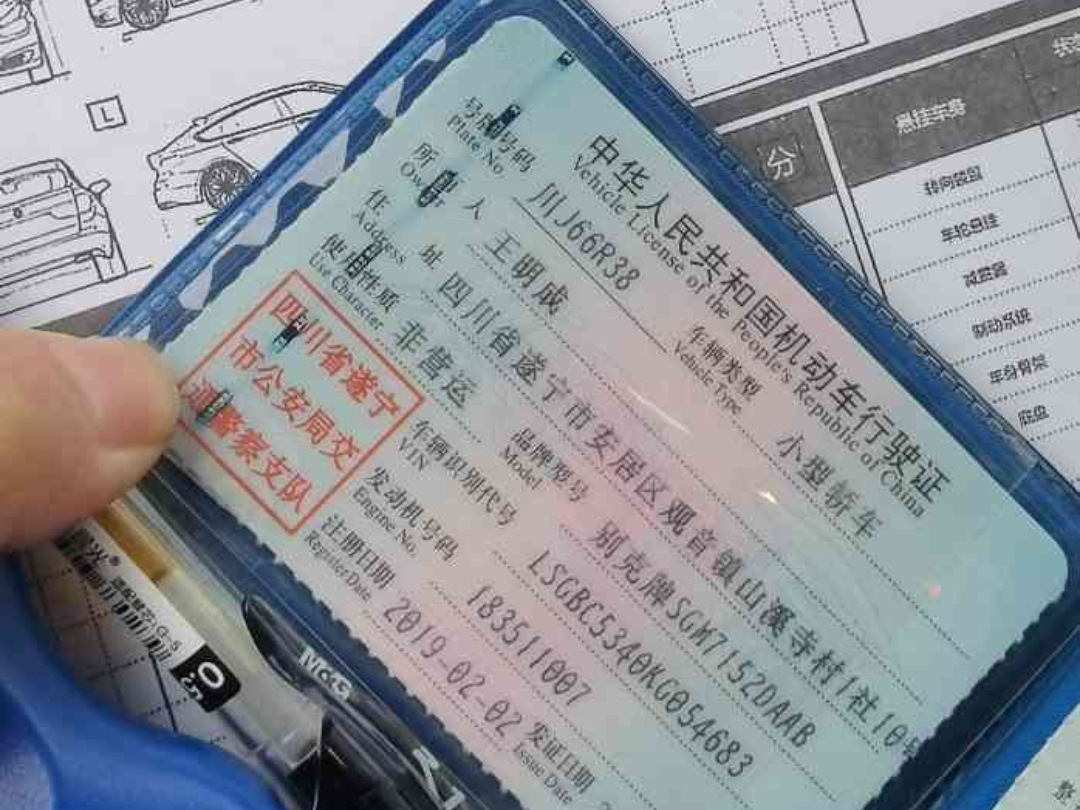 中华人民共和国机动车行驶证
Vehicle License of the People's Republic of China
号牌号码 川J66R38 车辆类型 小型轿车
Plate No. Vehicle Type
所有人 王明成
Owner
住址 四川省遂宁市安居区观音镇山溪寺村1社10号
Address
使用性质 非营运 品牌型号 别克牌SGM7152DAAB
Use Character Model
四川省遂宁
市公安局交
通警察支队
车辆识别代号 LSGBC5340KG054683
VIN
发动机号码 183511007
Engine No.
注册日期 2019-02-02 发证日期
Register Date Issue Date
L
分
悬挂车身
转向装置
车轮悬挂
减震器
制动系统
车身骨架
底盘
M&G
G-5
0.5
整